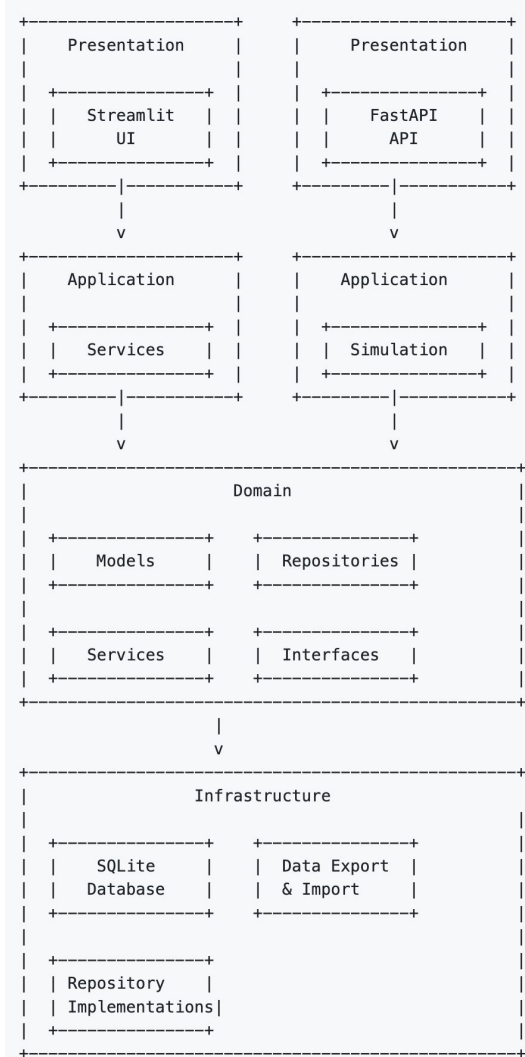 Presentation Presentation
Streamlit FastAPI
UI API
Application Application
Services Simulation
Domain
Models Repositories
Services Interfaces
Infrastructure
SQLite Data Export
Database & Import
Repository
Implementations